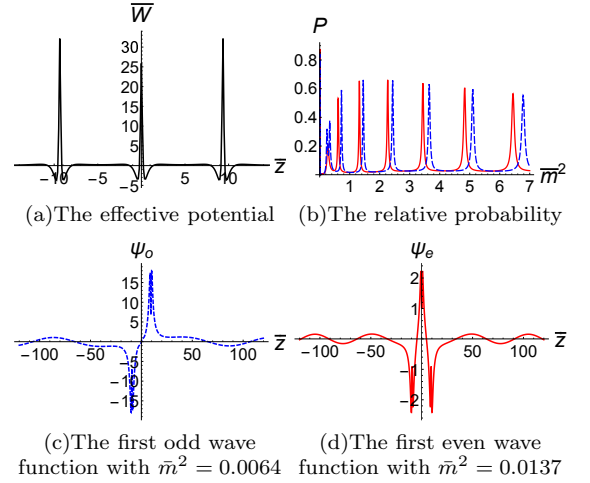 W̅
30
25
20
15
10
5
−5
−10
−5
5
10
z̅
(a)The effective potential
P
0.8
0.6
0.4
0.2
1
2
3
4
5
6
7
m̅²
(b)The relative probability
ψₒ
15
10
5
−5
−10
−15
−100
−50
50
100
z̅
(c)The first odd wave
function with m̄² = 0.0064
ψₑ
2
1
−1
−2
−100
−50
50
100
z̅
(d)The first even wave
function with m̄² = 0.0137